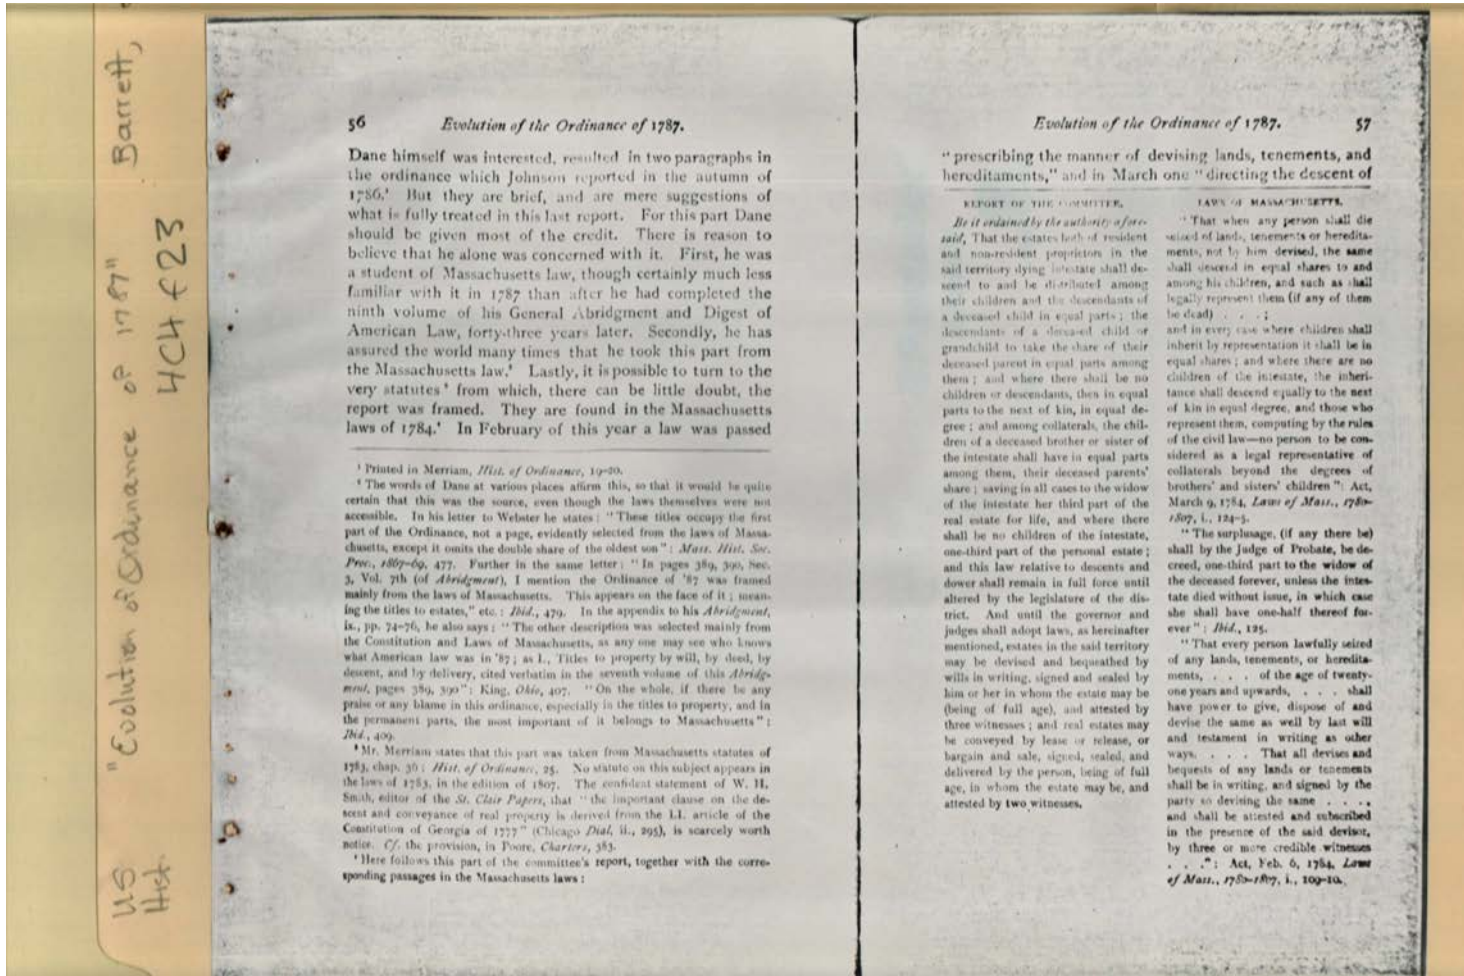 US Hist
"Evolution of Ordinance of 1787" Barrett,
4C4 f23
56 Evolution of the Ordinance of 1787.
Dane himself was interested, resulted in two paragraphs in
the ordinance which Johnson reported in the autumn of
1786.¹ But they are brief, and are mere suggestions of
what is fully treated in this last report. For this part Dane
should be given most of the credit. There is reason to
believe that he alone was concerned with it. First, he was
a student of Massachusetts law, though certainly much less
familiar with it in 1787 than after he had completed the
ninth volume of his General Abridgment and Digest of
American Law, forty-three years later. Secondly, he has
assured the world many times that he took this part from
the Massachusetts law.² Lastly, it is possible to turn to the
very statutes ³ from which, there can be little doubt, the
report was framed. They are found in the Massachusetts
laws of 1784.⁴ In February of this year a law was passed
¹ Printed in Merriam, Hist. of Ordinance, 19-20.
² The words of Dane at various places affirm this, so that it would be quite
certain that this was the source, even though the laws themselves were not
accessible. In his letter to Webster he states: "These titles occupy the first
part of the Ordinance, not a page, evidently selected from the laws of Massa-
chusetts, except it omits the double share of the oldest son": Mass. Hist. Soc.
Proc., 1867-69, 477. Further in the same letter: "In pages 389, 390, Sec.
3, Vol. 7th (of Abridgment), I mention the Ordinance of '87 was framed
mainly from the laws of Massachusetts. This appears on the face of it; mean-
ing the titles to estates," etc.: Ibid., 479. In the appendix to his Abridgment,
ix., pp. 74-76, he also says: "The other description was selected mainly from
the Constitution and Laws of Massachusetts, as any one may see who knows
what American law was in '87; as I., Titles to property by will, by deed, by
descent, and by delivery, cited verbatim in the seventh volume of this Abridg-
ment, pages 389, 390": King, Ohio, 407. "On the whole, if there be any
praise or any blame in this ordinance, especially in the titles to property, and in
the permanent parts, the most important of it belongs to Massachusetts":
Ibid., 409.
³ Mr. Merriam states that this part was taken from Massachusetts statutes of
1783, chap. 36: Hist. of Ordinance, 25. No statute on this subject appears in
the laws of 1783, in the edition of 1807. The confident statement of W. H.
Smith, editor of the St. Clair Papers, that "the important clause on the de-
scent and conveyance of real property is derived from the LI. article of the
Constitution of Georgia of 1777" (Chicago Dial, ii., 295), is scarcely worth
notice. Cf. the provision, in Poore, Charters, 383.
⁴ Here follows this part of the committee's report, together with the corre-
sponding passages in the Massachusetts laws:
Evolution of the Ordinance of 1787. 57
"prescribing the manner of devising lands, tenements, and
hereditaments," and in March one "directing the descent of
REPORT OF THE COMMITTEE.
Be it ordained by the authority afore-
said, That the estates both of resident
and non-resident proprietors in the
said territory dying intestate shall de-
scend to and be distributed among
their children and the descendants of
a deceased child in equal parts; the
descendants of a deceased child or
grandchild to take the share of their
deceased parent in equal parts among
them; and where there shall be no
children or descendants, then in equal
parts to the next of kin, in equal de-
gree; and among collaterals, the chil-
dren of a deceased brother or sister of
the intestate shall have in equal parts
among them, their deceased parents'
share; saving in all cases to the widow
of the intestate her third part of the
real estate for life, and where there
shall be no children of the intestate,
one-third part of the personal estate;
and this law relative to descents and
dower shall remain in full force until
altered by the legislature of the dis-
trict. And until the governor and
judges shall adopt laws, as hereinafter
mentioned, estates in the said territory
may be devised and bequeathed by
wills in writing, signed and sealed by
him or her in whom the estate may be
(being of full age), and attested by
three witnesses; and real estates may
be conveyed by lease or release, or
bargain and sale, signed, sealed, and
delivered by the person, being of full
age, in whom the estate may be, and
attested by two witnesses.
LAWS OF MASSACHUSETTS.
"That when any person shall die
seized of lands, tenements or heredita-
ments, not by him devised, the same
shall descend in equal shares to and
among his children, and such as shall
legally represent them (if any of them
be dead) . . . ;
and in every case where children shall
inherit by representation it shall be in
equal shares; and where there are no
children of the intestate, the inheri-
tance shall descend equally to the next
of kin in equal degree, and those who
represent them, computing by the rules
of the civil law—no person to be con-
sidered as a legal representative of
collaterals beyond the degrees of
brothers' and sisters' children": Act,
March 9, 1784, Laws of Mass., 1780-
1807, i., 124-5.
"The surplusage, (if any there be)
shall by the Judge of Probate, be de-
creed, one-third part to the widow of
the deceased forever, unless the intes-
tate died without issue, in which case
she shall have one-half thereof for-
ever": Ibid., 125.
"That every person lawfully seized
of any lands, tenements, or heredita-
ments, . . . of the age of twenty-
one years and upwards, . . . shall
have power to give, dispose of and
devise the same as well by last will
and testament in writing as other
ways. . . . That all devises and
bequests of any lands or tenements
shall be in writing, and signed by the
party so devising the same . . . .
and shall be attested and subscribed
in the presence of the said devisor,
by three or more credible witnesses
. . .": Act, Feb. 6, 1784, Laws
of Mass., 1780-1807, i., 109-10.